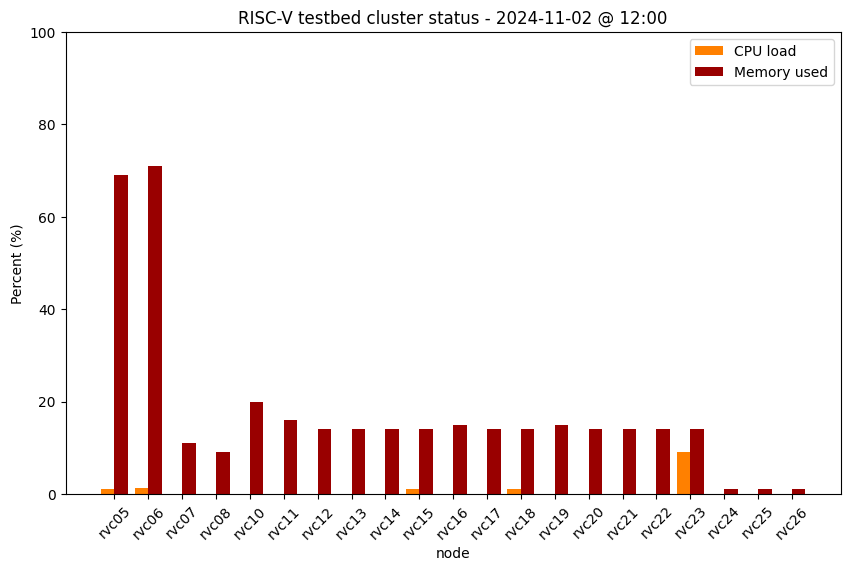 RISC-V testbed cluster status - 2024-11-02 @ 12:00
CPU load
Memory used
Percent (%)
100
80
60
40
20
0
rvc05
rvc06
rvc07
rvc08
rvc10
rvc11
rvc12
rvc13
rvc14
rvc15
rvc16
rvc17
rvc18
rvc19
rvc20
rvc21
rvc22
rvc23
rvc24
rvc25
rvc26
node